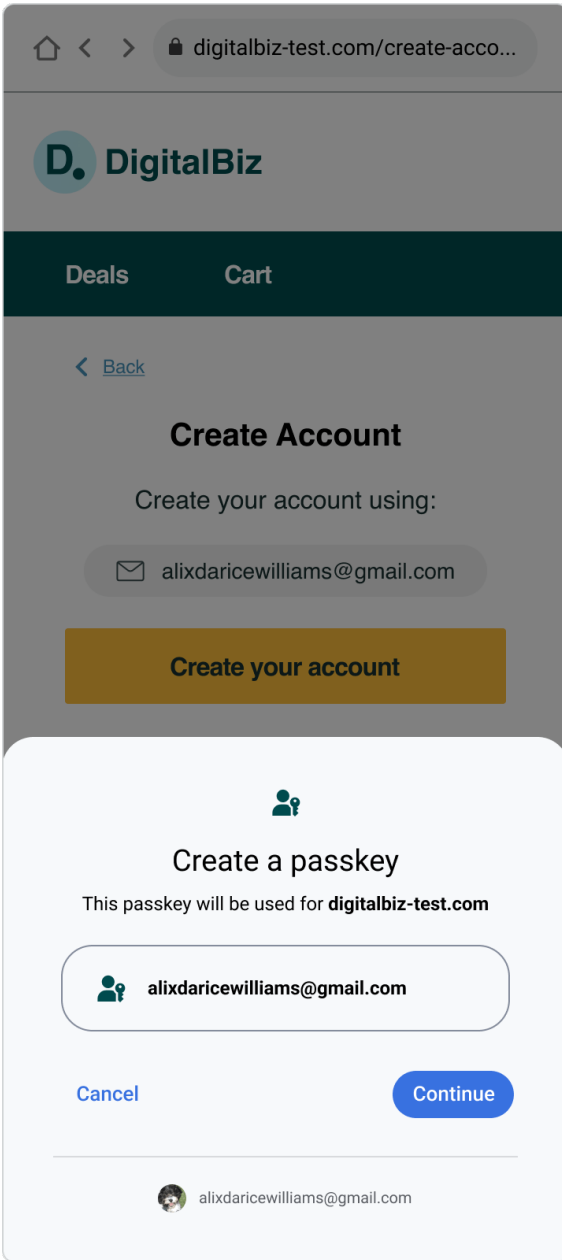 digitalbiz-test.com/create-acco...
D. DigitalBiz
Deals Cart
Back
Create Account
Create your account using:
alixdaricewilliams@gmail.com
Create your account
Create a passkey
This passkey will be used for digitalbiz-test.com
alixdaricewilliams@gmail.com
Cancel Continue
alixdaricewilliams@gmail.com